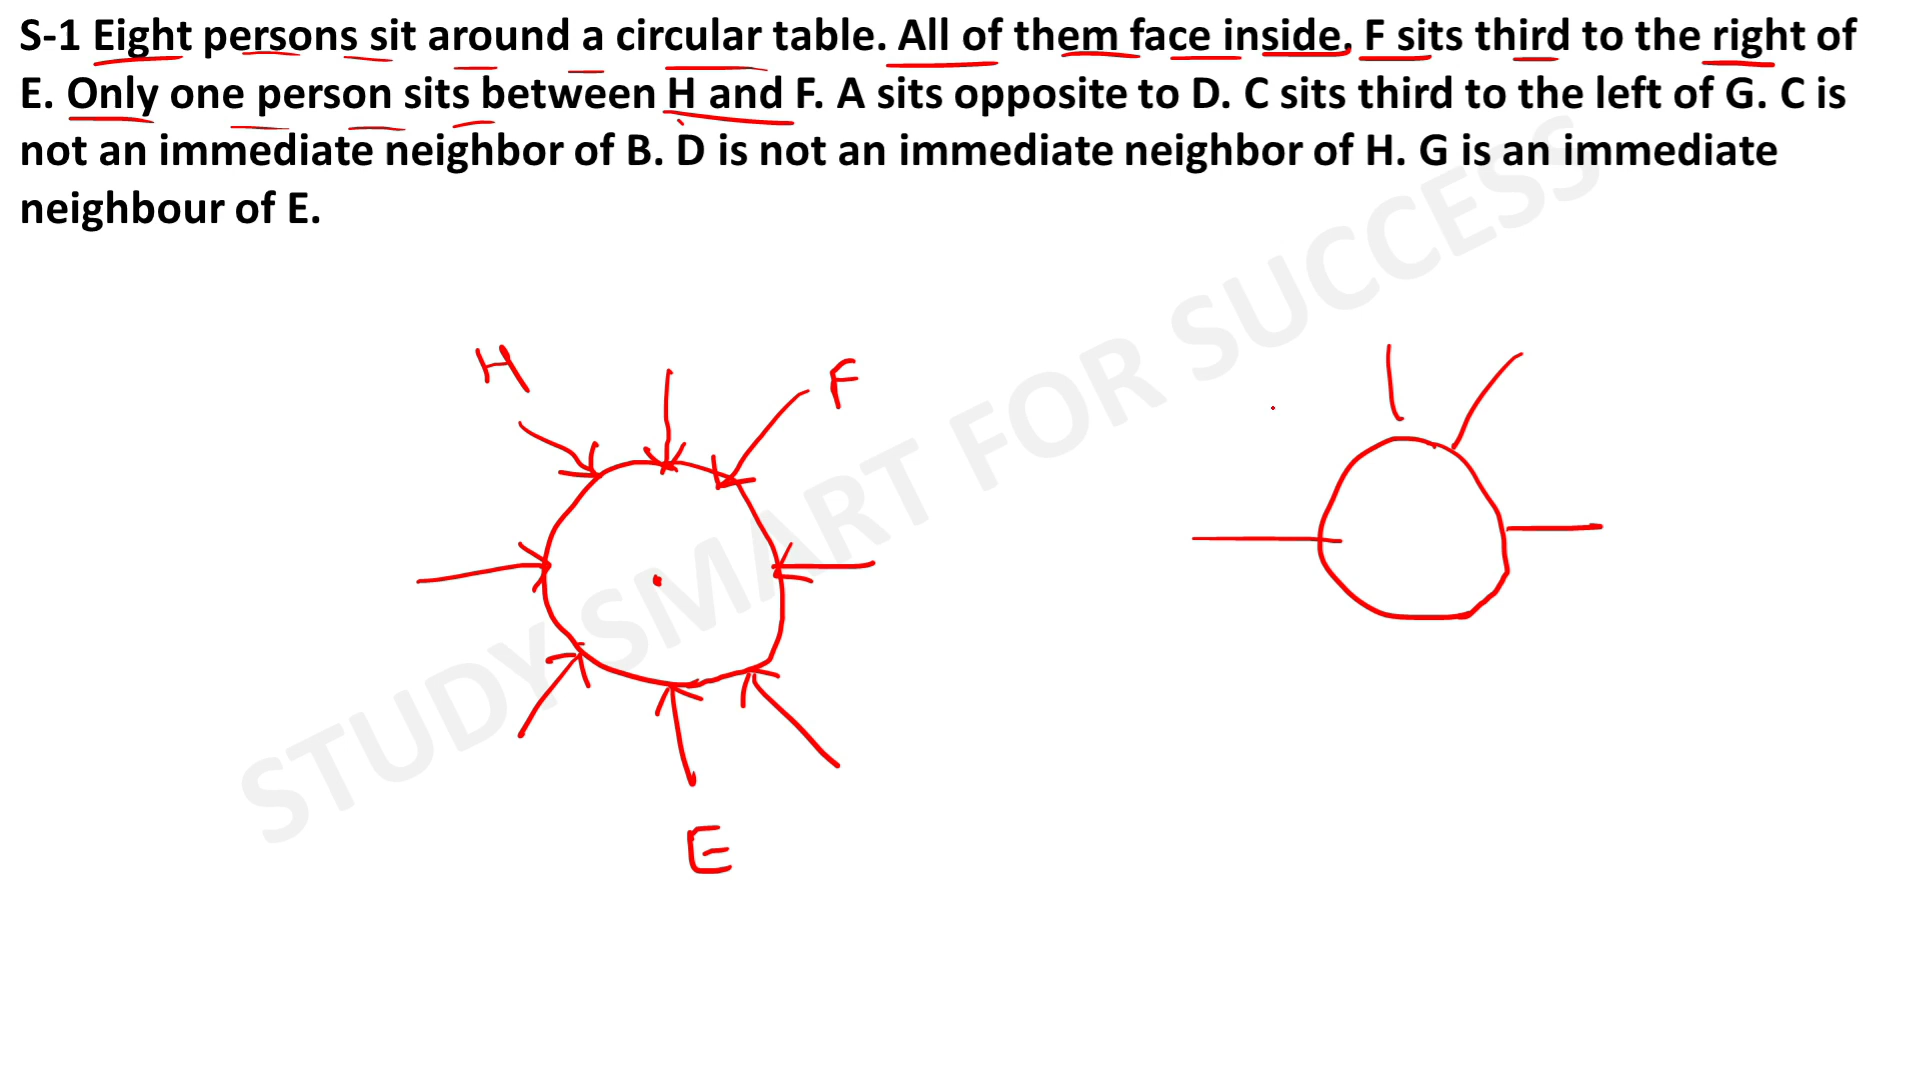 S-1 Eight persons sit around a circular table. All of them face inside. F sits third to the right of
E. Only one person sits between H and F. A sits opposite to D. C sits third to the left of G. C is
not an immediate neighbor of B. D is not an immediate neighbor of H. G is an immediate
neighbour of E.
STUDY SMART FOR SUCCESS
H
F
E